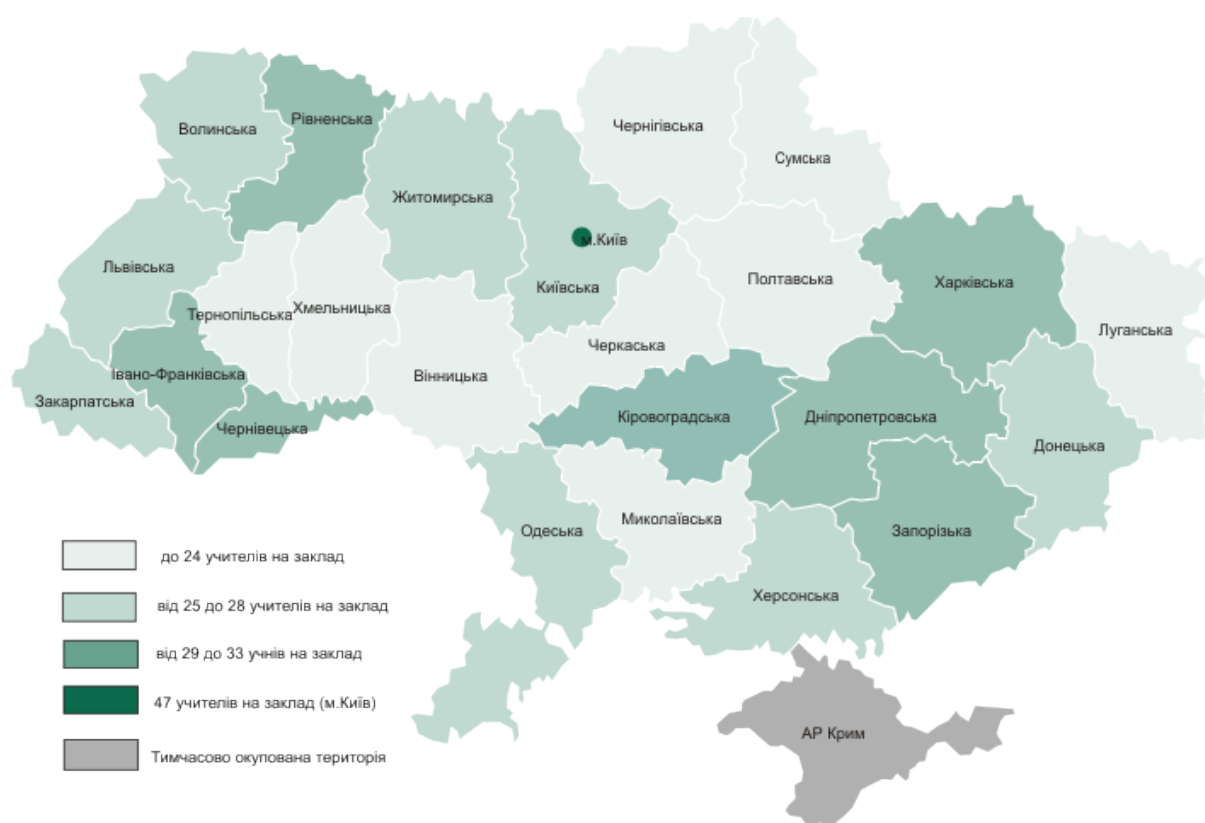 Чернігівська
Рівненська
Волинська
Сумська
Житомирська
м.Київ
Львівська
Київська
Полтавська
Харківська
Тернопільська
Хмельницька
Луганська
Черкаська
Івано-Франківська
Вінницька
Закарпатська
Чернівецька
Кіровоградська
Дніпропетровська
Донецька
Миколаївська
Одеська
Запорізька
Херсонська
АР Крим
до 24 учителів на заклад
від 25 до 28 учителів на заклад
від 29 до 33 учнів на заклад
47 учителів на заклад (м.Київ)
Тимчасово окупована територія